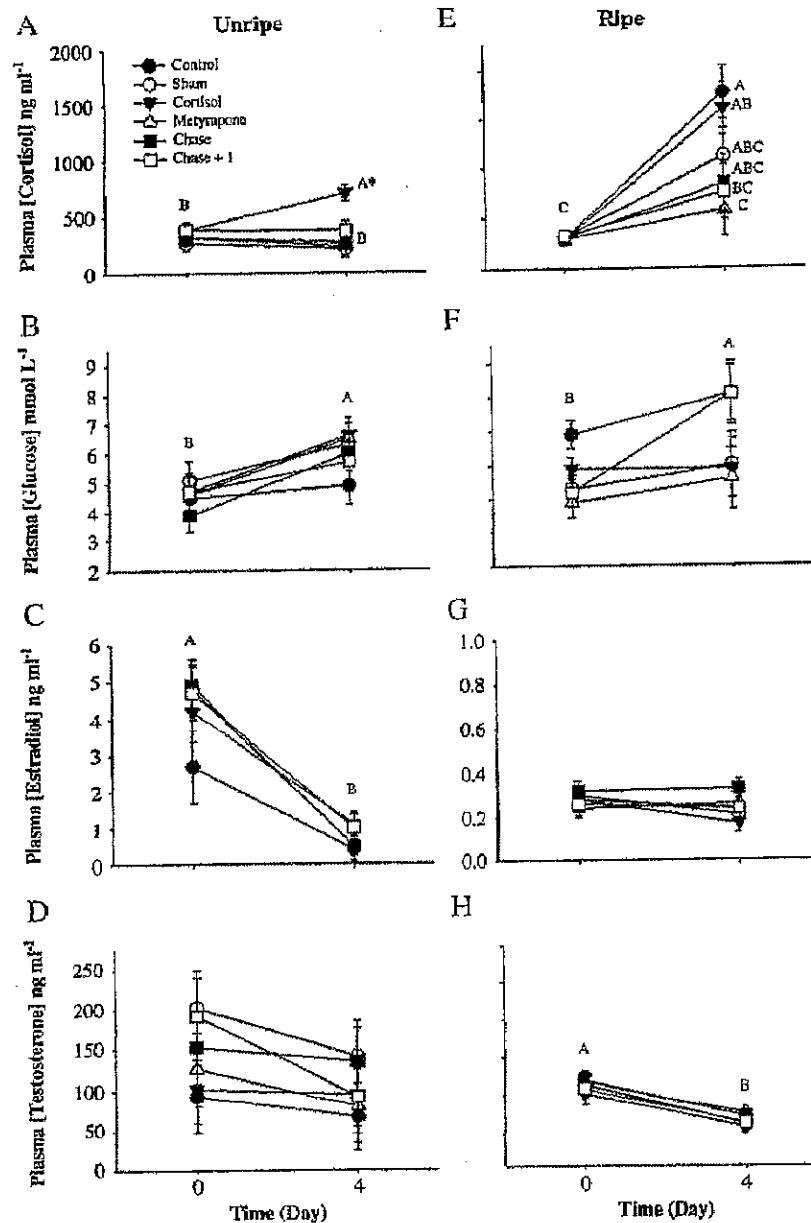 A Unripe
E Ripe
Plasma [Cortisol] ng ml-1
2000
1500
1000
500
0
Control
Sham
Cortisol
Metyrapone
Chase
Chase + 1
B
A*
B
C
A
AB
ABC
ABC
BC
C
B
F
Plasma [Glucose] mmol L-1
9
8
7
6
5
4
3
2
B
A
B
A
C
G
Plasma [Estradiol] ng ml-1
6
5
4
3
2
1
0
A
B
1.0
0.8
0.6
0.4
0.2
0.0
D
H
Plasma [Testosterone] ng ml-1
250
200
150
100
50
0
A
B
0 4
Time (Day)
0 4
Time (Day)